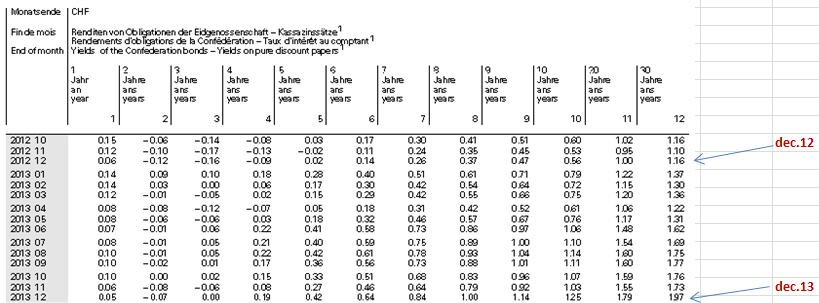 Monatsende CHF
Fin de mois Renditen von Obligationen der Eidgenossenschaft – Kassazinssätze 1
Rendements d'obligations de la Confédération – Taux d'intérêt au comptant 1
End of month Yields of the Confederation bonds – Yields on pure discount papers 1
1 2 3 4 5 6 7 8 9 10 20 30
Jahr Jahre Jahre Jahre Jahre Jahre Jahre Jahre Jahre Jahre Jahre Jahre
an ans ans ans ans ans ans ans ans ans ans ans
year years years years years years years years years years years years
1 2 3 4 5 6 7 8 9 10 11 12
2012 10 0.15 −0.06 −0.14 −0.08 0.03 0.17 0.30 0.41 0.51 0.60 1.02 1.16
2012 11 0.12 −0.10 −0.17 −0.13 −0.02 0.11 0.24 0.35 0.45 0.53 0.95 1.10
2012 12 0.06 −0.12 −0.16 −0.09 0.02 0.14 0.26 0.37 0.47 0.56 1.00 1.16
dec.12
2013 01 0.14 0.09 0.10 0.18 0.28 0.40 0.51 0.61 0.71 0.79 1.22 1.37
2013 02 0.14 0.03 0.00 0.06 0.17 0.30 0.42 0.54 0.64 0.72 1.15 1.30
2013 03 0.12 −0.01 −0.05 0.02 0.15 0.29 0.42 0.55 0.66 0.75 1.20 1.36
2013 04 0.08 −0.08 −0.12 −0.07 0.05 0.18 0.31 0.42 0.52 0.61 1.06 1.22
2013 05 0.08 −0.06 −0.06 0.03 0.18 0.32 0.46 0.57 0.67 0.76 1.17 1.31
2013 06 0.07 −0.01 0.06 0.22 0.41 0.58 0.73 0.86 0.97 1.06 1.48 1.62
2013 07 0.08 −0.01 0.05 0.21 0.40 0.59 0.75 0.89 1.00 1.10 1.54 1.69
2013 08 0.10 −0.01 0.05 0.22 0.42 0.61 0.78 0.93 1.04 1.14 1.60 1.75
2013 09 0.10 −0.02 0.01 0.17 0.36 0.56 0.73 0.88 1.01 1.11 1.60 1.77
2013 10 0.10 0.00 0.02 0.15 0.33 0.51 0.68 0.83 0.96 1.07 1.59 1.76
2013 11 0.06 −0.08 −0.06 0.08 0.27 0.46 0.64 0.79 0.92 1.03 1.55 1.73
2013 12 0.05 −0.07 0.00 0.19 0.42 0.64 0.84 1.00 1.14 1.25 1.79 1.97
dec.13